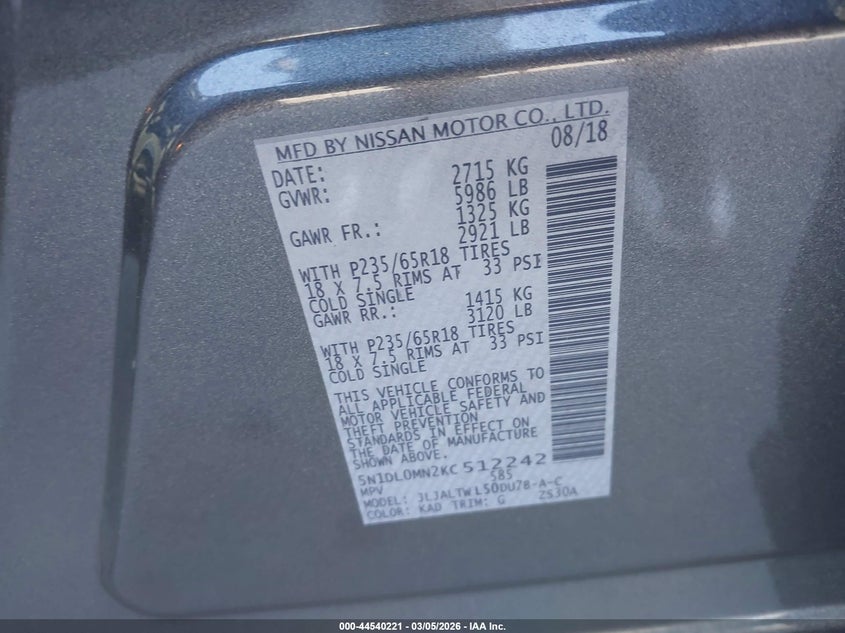 MFD BY NISSAN MOTOR CO., LTD.
DATE: 08/18
GVWR: 2715 KG
5986 LB
GAWR FR.: 1325 KG
2921 LB
WITH P235/65R18 TIRES
18 X 7.5 RIMS AT 33 PSI
COLD SINGLE
GAWR RR.: 1415 KG
3120 LB
WITH P235/65R18 TIRES
18 X 7.5 RIMS AT 33 PSI
COLD SINGLE
THIS VEHICLE CONFORMS TO
ALL APPLICABLE FEDERAL
MOTOR VEHICLE SAFETY AND
THEFT PREVENTION
STANDARDS IN EFFECT ON
THE DATE OF MANUFACTURE
SHOWN ABOVE.
5N1DL0MN2KC512242
MPV 585
MODEL: JLJALTWL50DU78-A-C
COLOR: KAD TRIM: G ZS30A
000-44540221 - 03/05/2026 - IAA Inc.